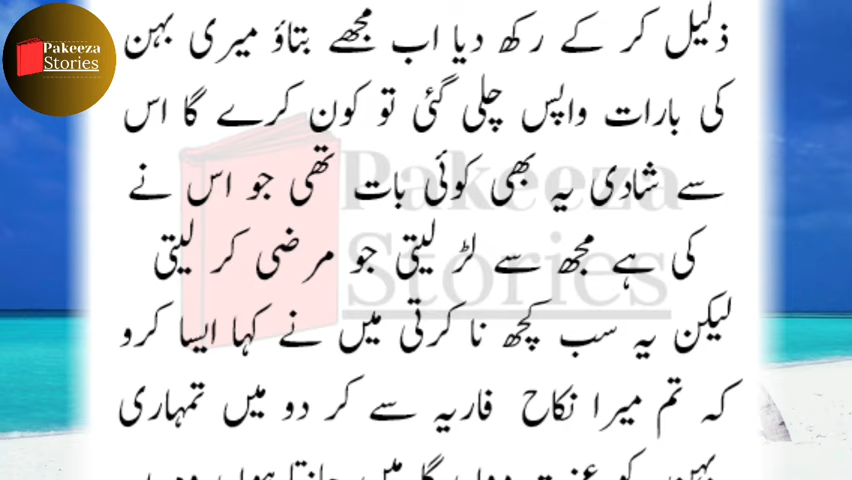 Pakeeza
Stories
ذلیل کر کے رکھ دیا اب مجھے بتاؤ میری بہن
کی بارات واپس چلی گئی تو کون کرے گا اس
سے شادی یہ بھی کوئی بات تھی جو اس نے
کی ہے مجھ سے لڑ لیتی جو مرضی کر لیتی
لیکن یہ سب کچھ نا کرتی میں نے کہا ایسا کرو
کہ تم میرا نکاح فاریہ سے کر دو میں تمہاری
Pakeeza
Stories